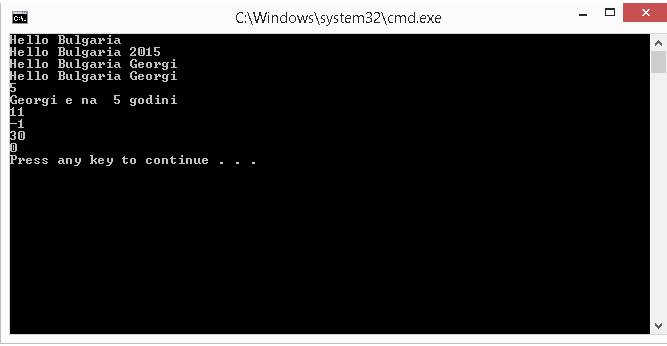 C:\Windows\system32\cmd.exe
Hello Bulgaria
Hello Bulgaria 2015
Hello Bulgaria Georgi
Hello Bulgaria Georgi
5
Georgi e na  5 godini
11
-1
30
0
Press any key to continue . . .